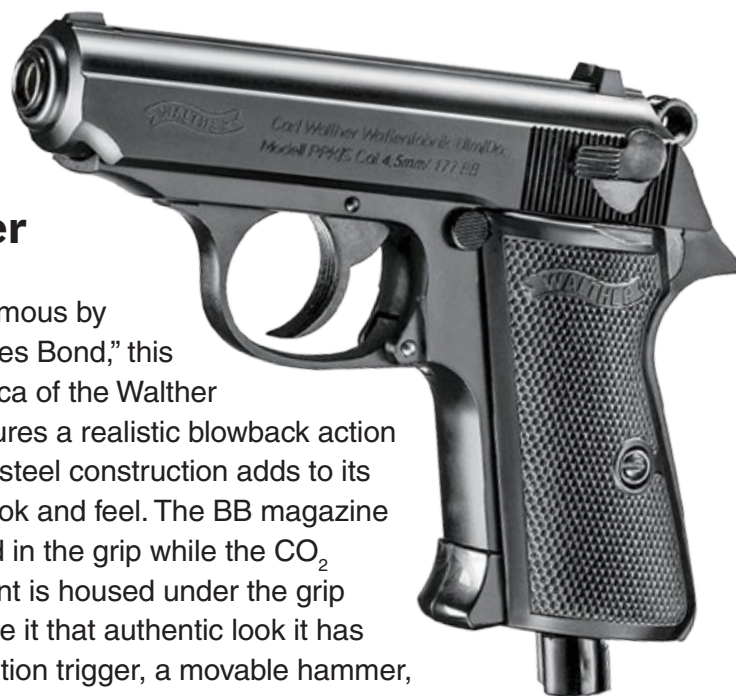 WALTHER
Carl Walther Waffenfabrik Ulm/Do.
Modell PPK/S Cal 4.5mm/.177 BB
WALTHER
er
mous by
es Bond,” this
ca of the Walther
ures a realistic blowback action
steel construction adds to its
ok and feel. The BB magazine
d in the grip while the CO₂
nt is housed under the grip
e it that authentic look it has
tion trigger, a movable hammer,